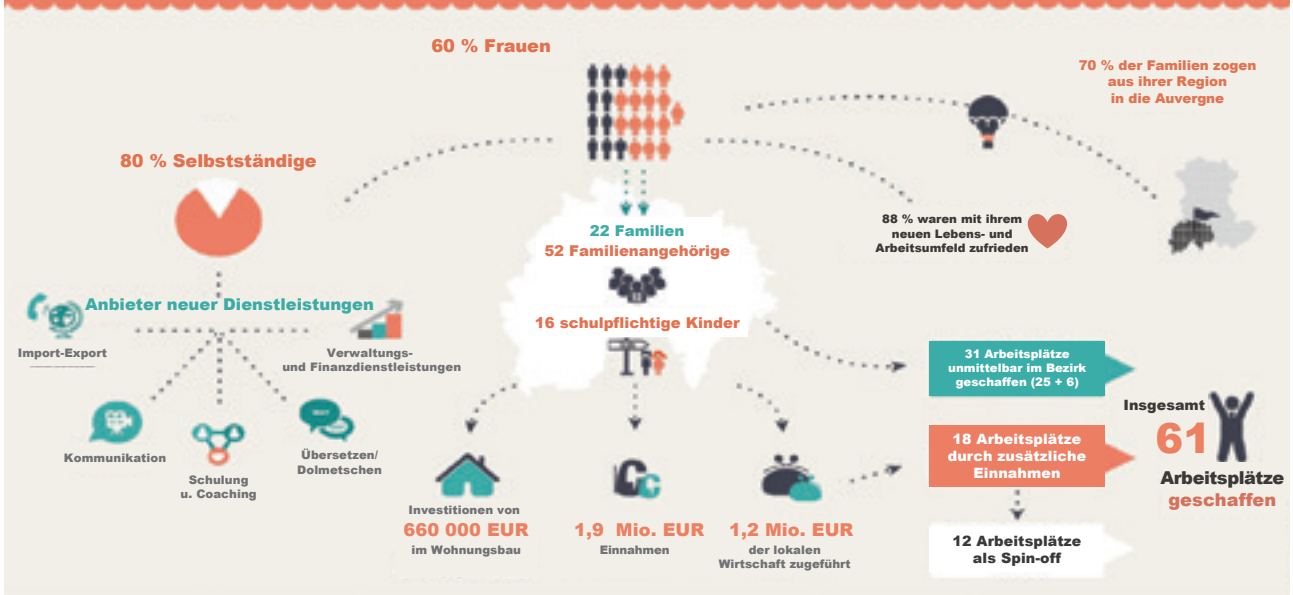 60 % Frauen
70 % der Familien zogen
aus ihrer Region
in die Auvergne
80 % Selbstständige
88 % waren mit ihrem
neuen Lebens- und
Arbeitsumfeld zufrieden
22 Familien
52 Familienangehörige
16 schulpflichtige Kinder
Anbieter neuer Dienstleistungen
Import-Export
Verwaltungs-
und Finanzdienstleistungen
Kommunikation
Schulung
u. Coaching
Übersetzen/
Dolmetschen
Investitionen von
660 000 EUR
im Wohnungsbau
1,9 Mio. EUR
Einnahmen
1,2 Mio. EUR
der lokalen
Wirtschaft zugeführt
31 Arbeitsplätze
unmittelbar im Bezirk
geschaffen (25 + 6)
18 Arbeitsplätze
durch zusätzliche
Einnahmen
12 Arbeitsplätze
als Spin-off
Insgesamt
61
Arbeitsplätze
geschaffen